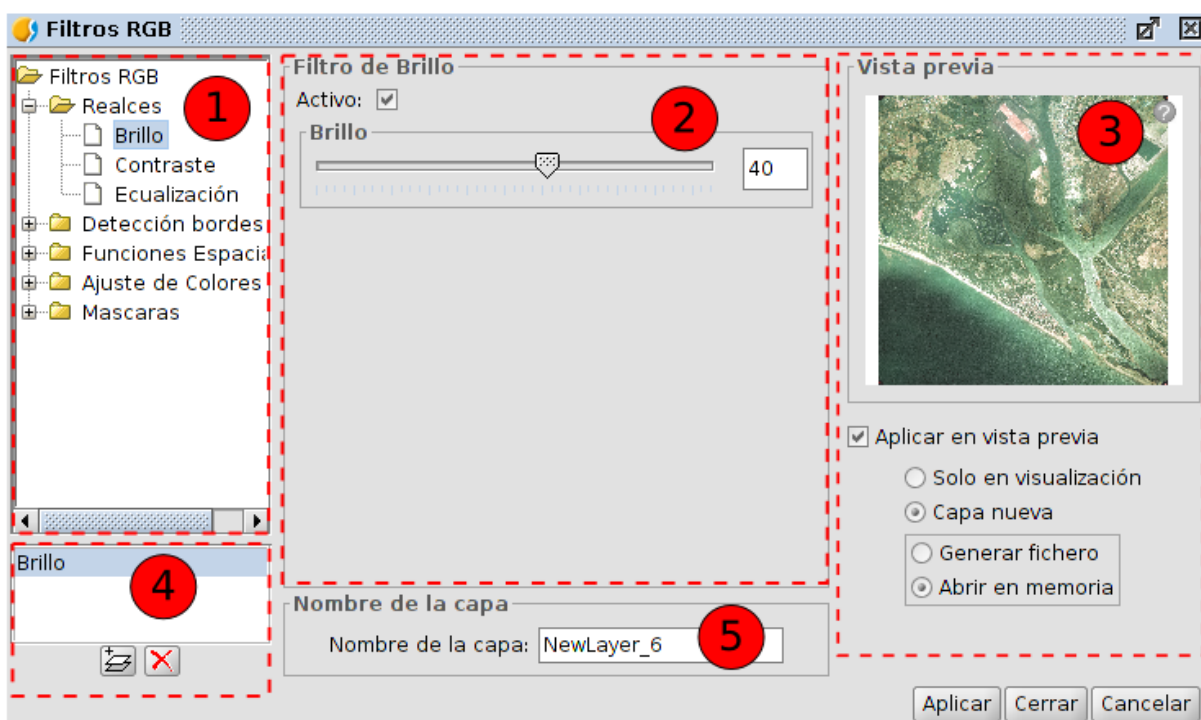 Filtros RGB
Filtros RGB
Realces
Brillo
Contraste
Ecualización
Detección bordes
Funciones Espacia
Ajuste de Colores
Mascaras
1
Filtro de Brillo
Activo:
Brillo
40
2
Vista previa
?
3
Aplicar en vista previa
Solo en visualización
Capa nueva
Generar fichero
Abrir en memoria
Brillo
4
Nombre de la capa
Nombre de la capa: NewLayer_6
5
Aplicar Cerrar Cancelar